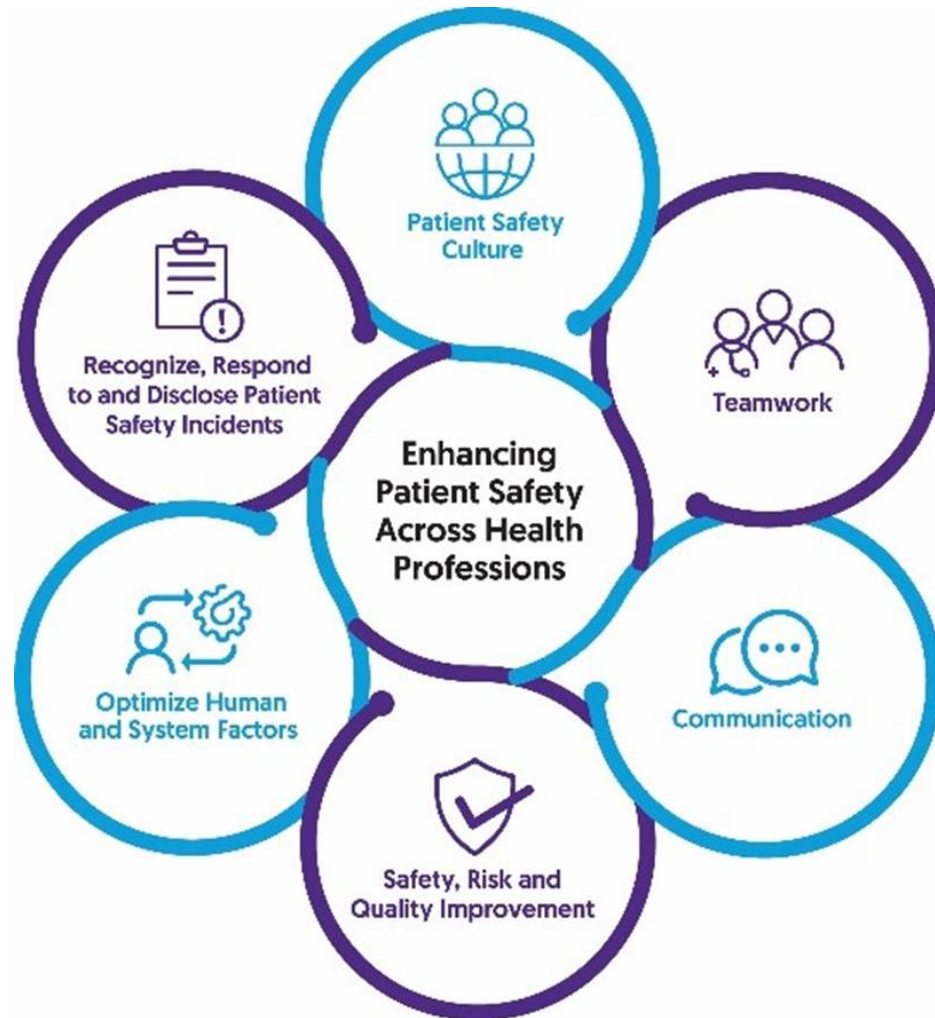 Patient Safety
Culture
Teamwork
Communication
Safety, Risk and
Quality Improvement
Optimize Human
and System Factors
Recognize, Respond
to and Disclose Patient
Safety Incidents
Enhancing
Patient Safety
Across Health
Professions